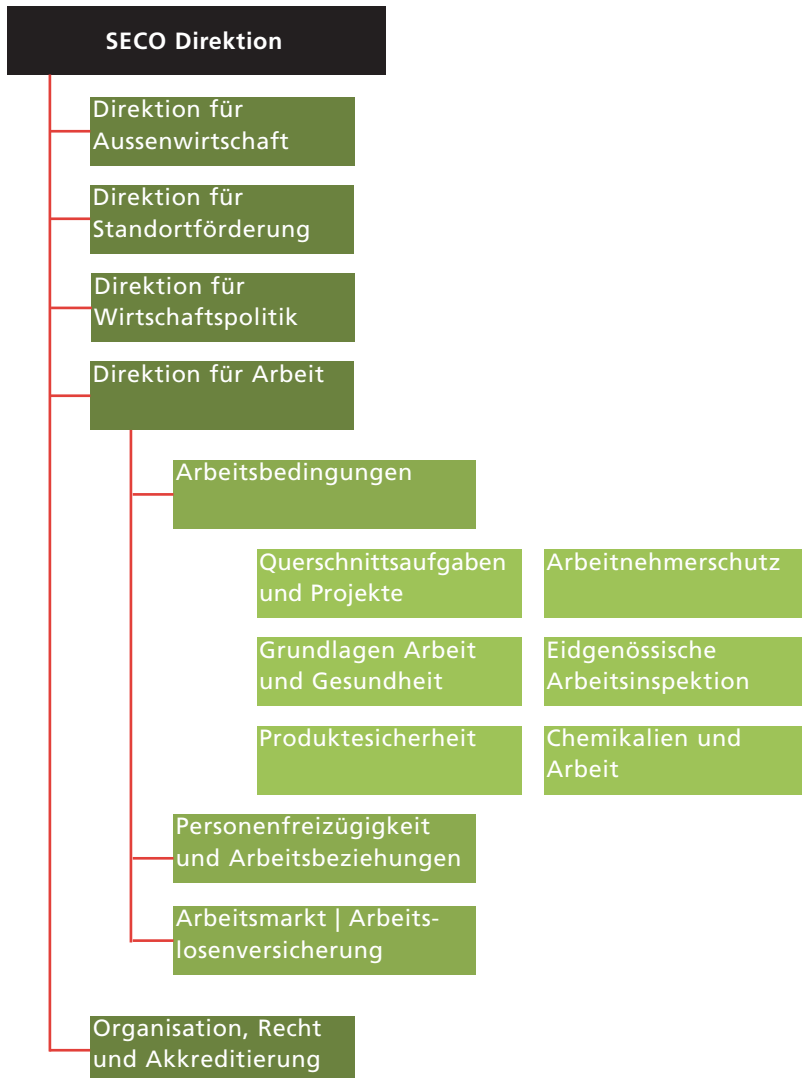 SECO Direktion
Direktion für
Aussenwirtschaft
Direktion für
Standortförderung
Direktion für
Wirtschaftspolitik
Direktion für Arbeit
Arbeitsbedingungen
Querschnittsaufgaben
und Projekte
Arbeitnehmerschutz
Grundlagen Arbeit
und Gesundheit
Eidgenössische
Arbeitsinspektion
Produktesicherheit
Chemikalien und
Arbeit
Personenfreizügigkeit
und Arbeitsbeziehungen
Arbeitsmarkt | Arbeits-
losenversicherung
Organisation, Recht
und Akkreditierung